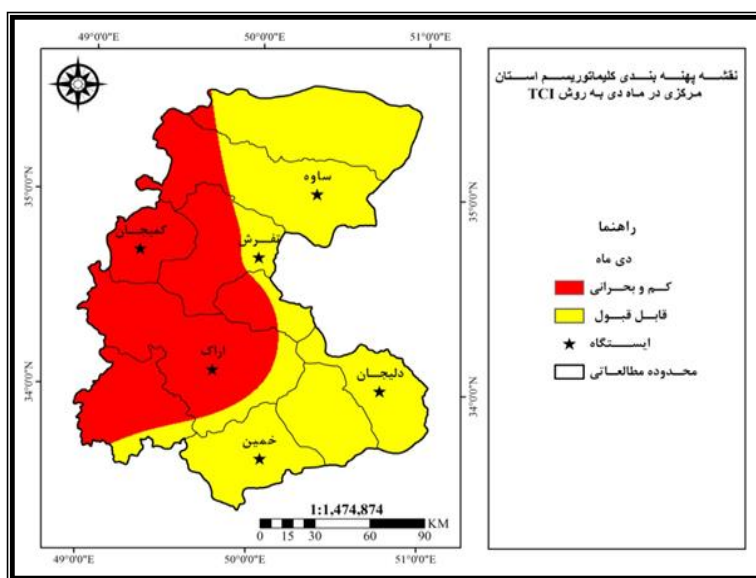 49°0'0"E 50°0'0"E 51°0'0"E
نقشه پهنه بندی کلیماتوریسم استان
مرکزی در ماه دی به روش TCI
35°0'0"N
35°0'0"N
ساوه
کمیجان
تفرش
راهنما
دی ماه
کم و بحرانی
قابل قبول
ایستگاه
محدوده مطالعاتی
اراک
دلیجان
34°0'0"N
34°0'0"N
خمین
1:1,474,874
KM
0 15 30 60 90
49°0'0"E 50°0'0"E 51°0'0"E